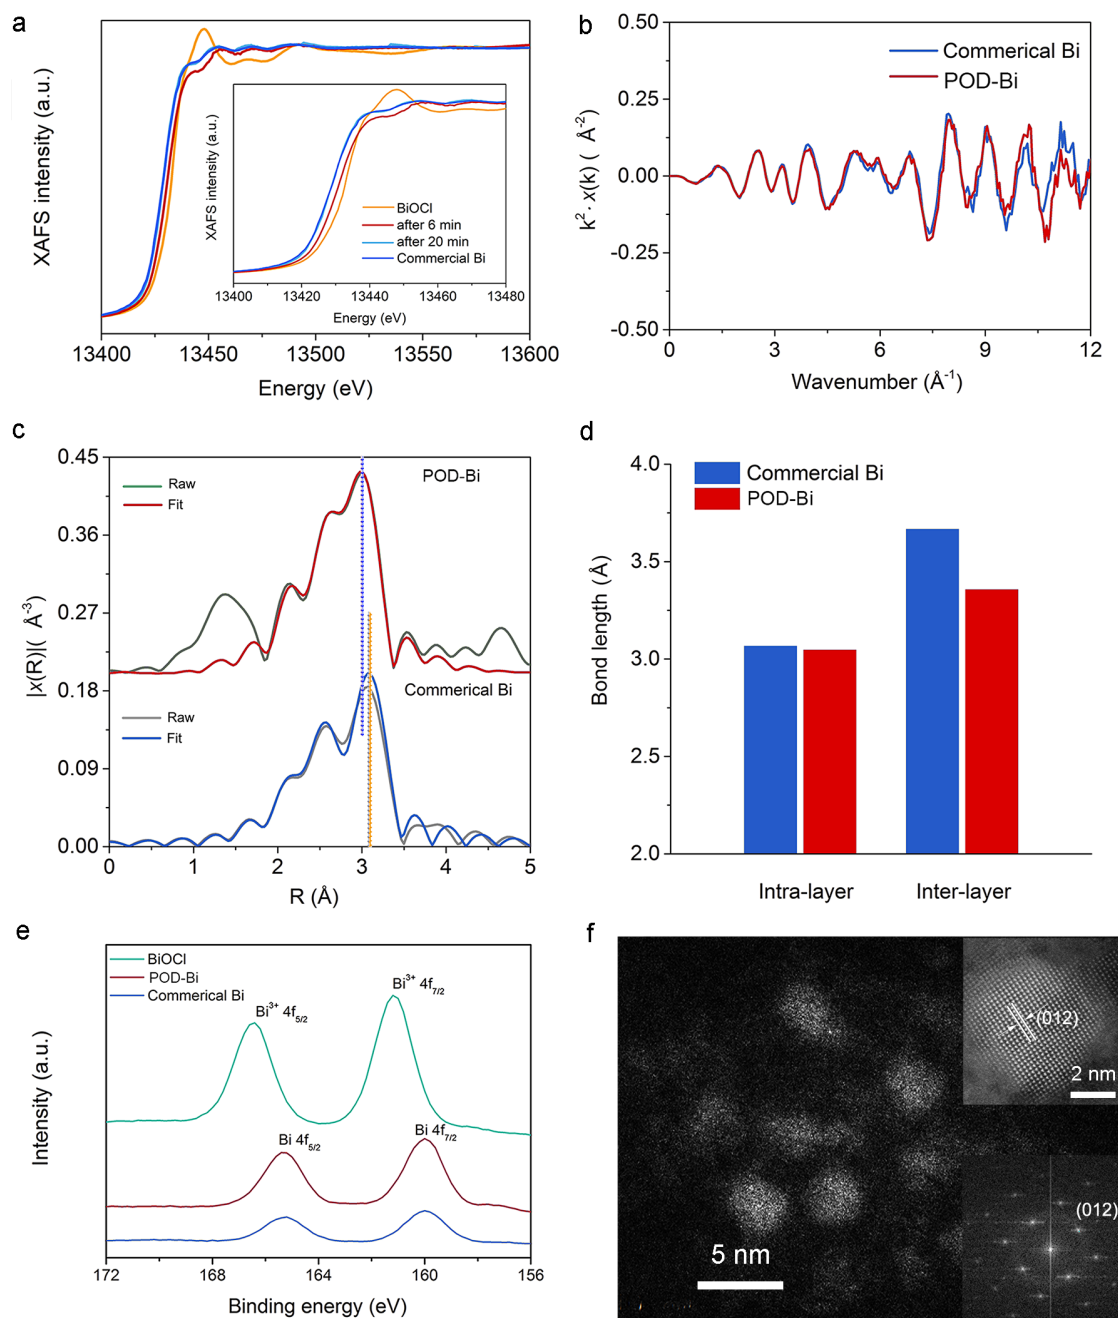 a
XAFS intensity (a.u.)
XAFS intensity (a.u.)
BiOCl
after 6 min
after 20 min
Commercial Bi
13400 13420 13440 13460 13480
Energy (eV)
13400 13450 13500 13550 13600
Energy (eV)
b
0.50
0.25
0.00
-0.25
-0.50
k²·x(k) ( Å⁻²)
Commerical Bi
POD-Bi
0 3 6 9 12
Wavenumber (Å⁻¹)
c
0.45
0.36
0.27
0.18
0.09
0.00
|x(R)|( Å⁻³)
POD-Bi
Raw
Fit
Commerical Bi
Raw
Fit
0 1 2 3 4 5
R (Å)
d
4.0
3.5
3.0
2.5
2.0
Bond length (Å)
Commercial Bi
POD-Bi
Intra-layer Inter-layer
e
BiOCl
POD-Bi
Commerical Bi
Bi³⁺ 4f₅/₂
Bi³⁺ 4f₇/₂
Bi 4f₅/₂
Bi 4f₇/₂
Intensity (a.u.)
172 168 164 160 156
Binding energy (eV)
f
(012)
2 nm
(012)
5 nm